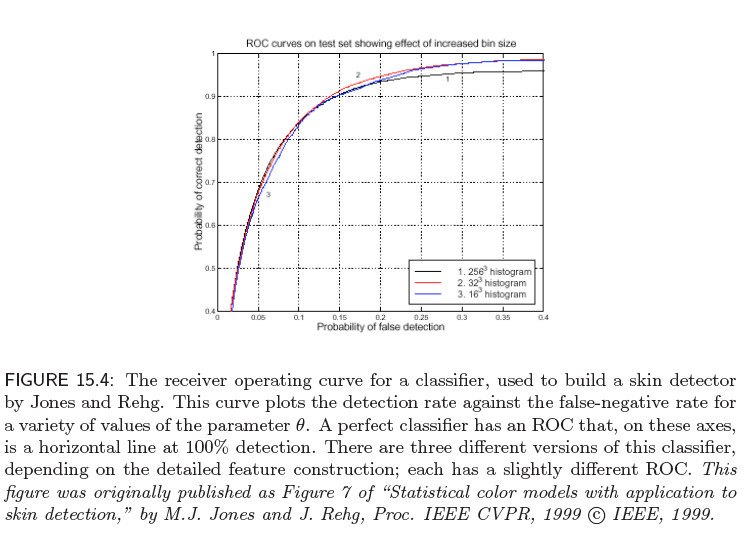 ROC curves on test set showing effect of increased bin size
1
0.9
0.8
0.7
0.6
0.5
0.4
Probability of correct detection
2
1
3
1. 256³ histogram
2. 32³ histogram
3. 16³ histogram
0 0.05 0.1 0.15 0.2 0.25 0.3 0.35 0.4
Probability of false detection
FIGURE 15.4: The receiver operating curve for a classifier, used to build a skin detector
by Jones and Rehg. This curve plots the detection rate against the false-negative rate for
a variety of values of the parameter θ. A perfect classifier has an ROC that, on these axes,
is a horizontal line at 100% detection. There are three different versions of this classifier,
depending on the detailed feature construction; each has a slightly different ROC. This
figure was originally published as Figure 7 of “Statistical color models with application to
skin detection,” by M.J. Jones and J. Rehg, Proc. IEEE CVPR, 1999 © IEEE, 1999.